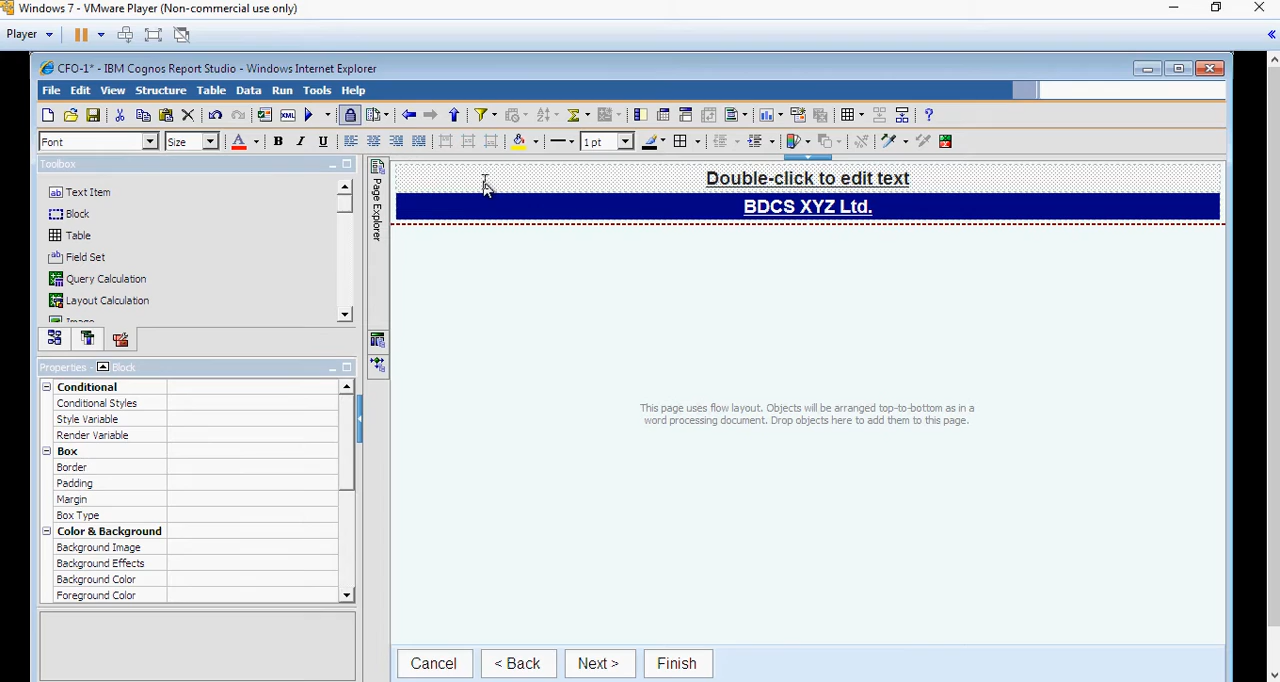 Windows 7 - VMware Player (Non-commercial use only)
Player
CFO-1* - IBM Cognos Report Studio - Windows Internet Explorer
File Edit View Structure Table Data Run Tools Help
Font Size A B I U 1 pt
Toolbox
Text Item
Block
Table
Field Set
Query Calculation
Layout Calculation
Image
Page Explorer
Properties - Block
Conditional
Conditional Styles
Style Variable
Render Variable
Box
Border
Padding
Margin
Box Type
Color & Background
Background Image
Background Effects
Background Color
Foreground Color
Double-click to edit text
BDCS XYZ Ltd.
This page uses flow layout. Objects will be arranged top-to-bottom as in a
word processing document. Drop objects here to add them to this page.
Cancel < Back Next > Finish